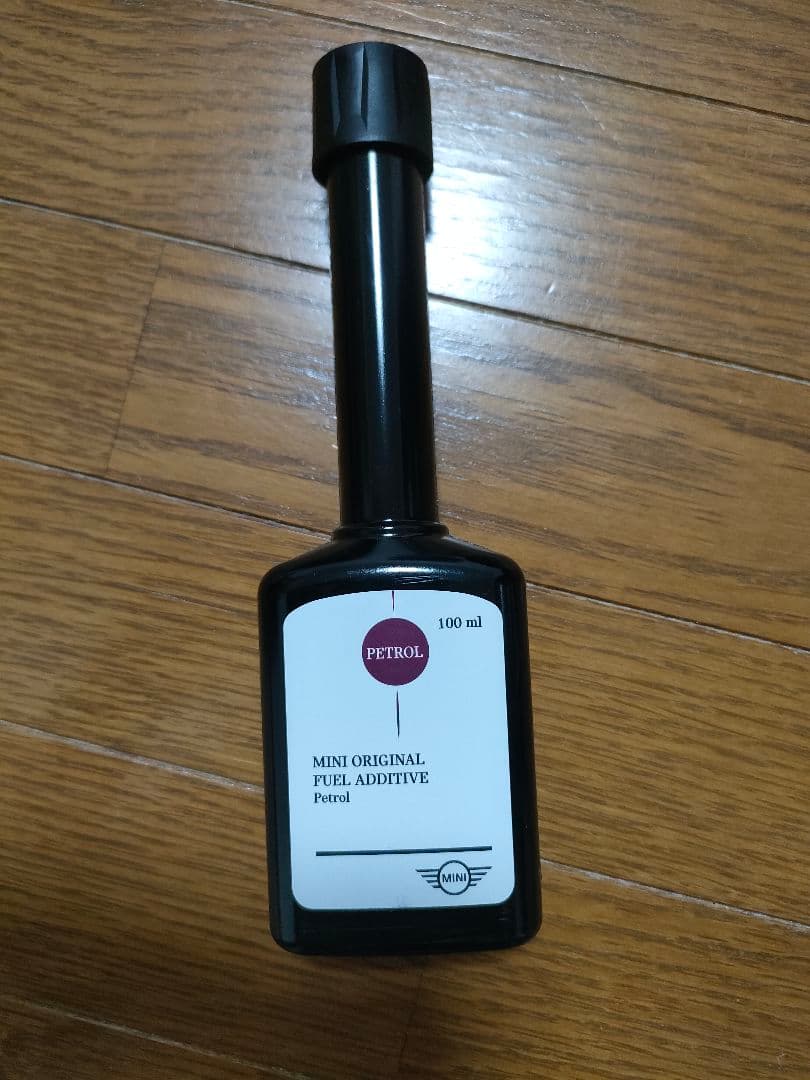 100 ml
PETROL
MINI ORIGINAL
FUEL ADDITIVE
Petrol
MINI